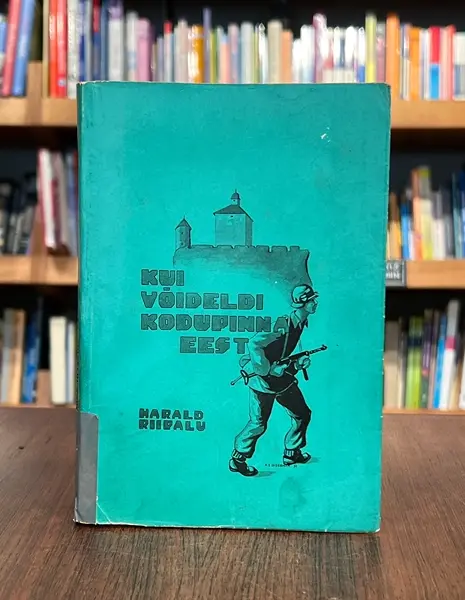 KUI
VÕIDELDI
KODUPINNA
EEST
HARALD
RIIPALU